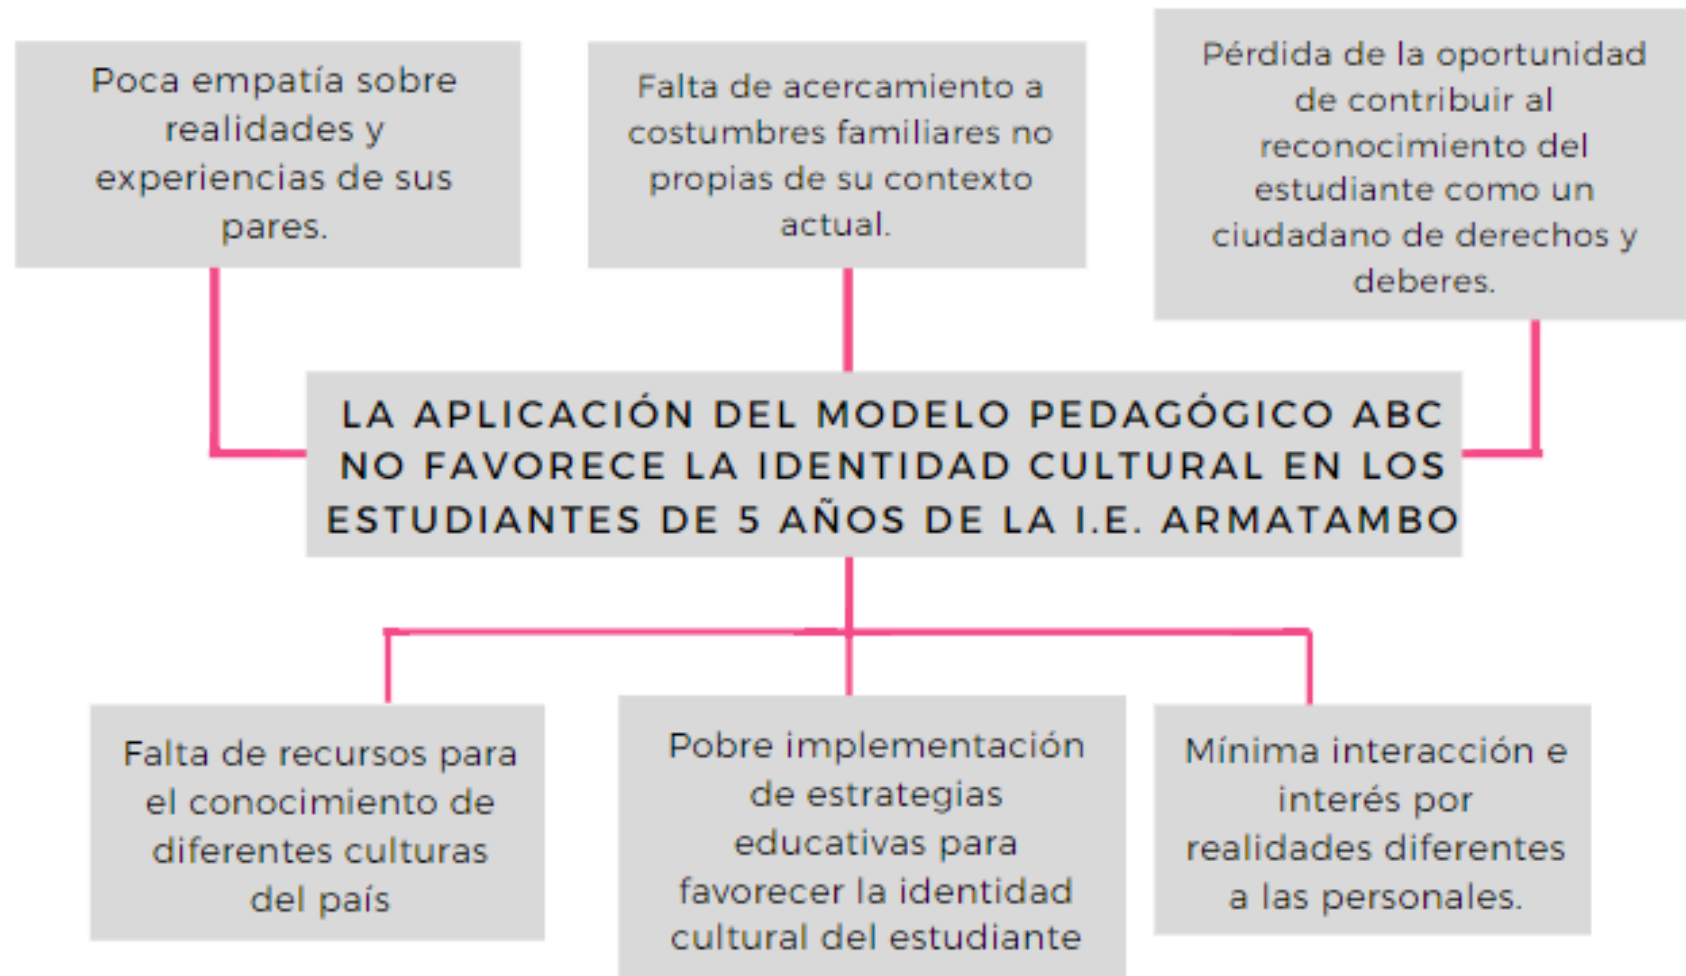 Poca empatía sobre
realidades y
experiencias de sus
pares.
Falta de acercamiento a
costumbres familiares no
propias de su contexto
actual.
Pérdida de la oportunidad
de contribuir al
reconocimiento del
estudiante como un
ciudadano de derechos y
deberes.
LA APLICACIÓN DEL MODELO PEDAGÓGICO ABC
NO FAVORECE LA IDENTIDAD CULTURAL EN LOS
ESTUDIANTES DE 5 AÑOS DE LA I.E. ARMATAMBO
Falta de recursos para
el conocimiento de
diferentes culturas
del país
Pobre implementación
de estrategias
educativas para
favorecer la identidad
cultural del estudiante
Mínima interacción e
interés por
realidades diferentes
a las personales.